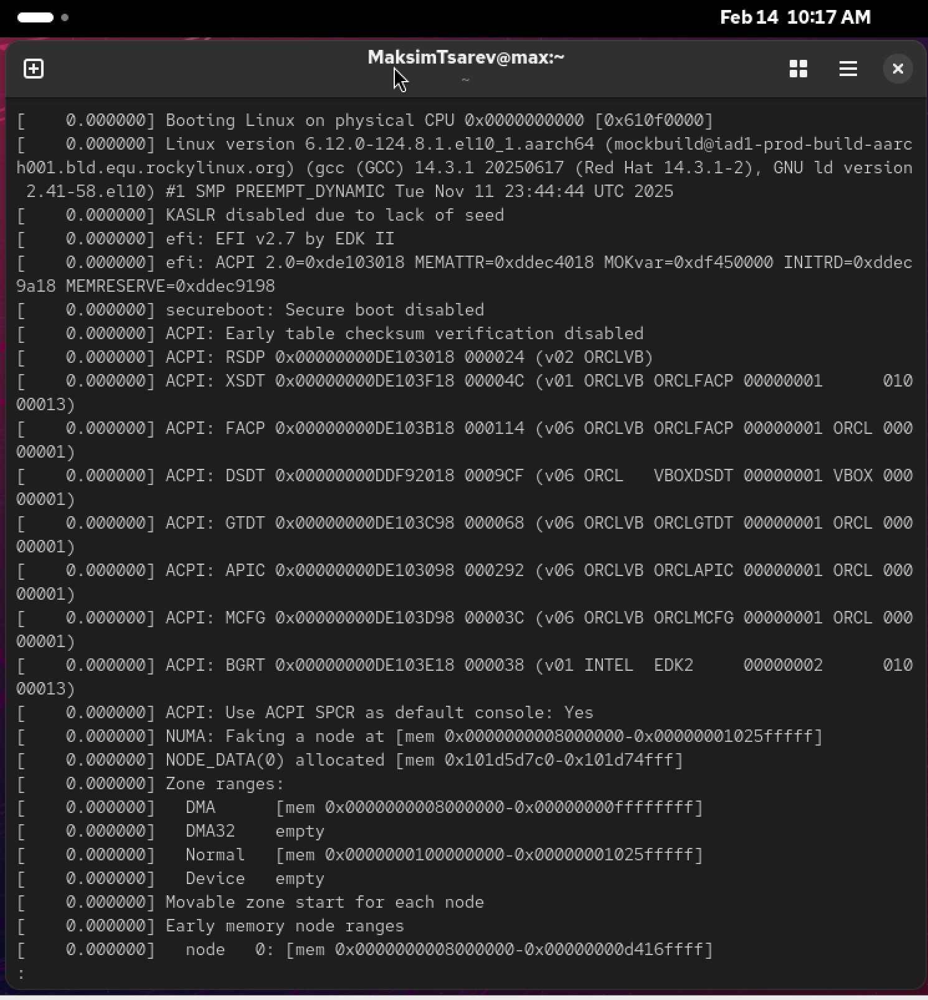 Feb 14 10:17 AM
MaksimTsarev@max:~
~
[    0.000000] Booting Linux on physical CPU 0x0000000000 [0x610f0000]
[    0.000000] Linux version 6.12.0-124.8.1.el10_1.aarch64 (mockbuild@iad1-prod-build-aarc
h001.bld.equ.rockylinux.org) (gcc (GCC) 14.3.1 20250617 (Red Hat 14.3.1-2), GNU ld version
 2.41-58.el10) #1 SMP PREEMPT_DYNAMIC Tue Nov 11 23:44:44 UTC 2025
[    0.000000] KASLR disabled due to lack of seed
[    0.000000] efi: EFI v2.7 by EDK II
[    0.000000] efi: ACPI 2.0=0xde103018 MEMATTR=0xddec4018 MOKvar=0xdf450000 INITRD=0xddec
9a18 MEMRESERVE=0xddec9198
[    0.000000] secureboot: Secure boot disabled
[    0.000000] ACPI: Early table checksum verification disabled
[    0.000000] ACPI: RSDP 0x00000000DE103018 000024 (v02 ORCLVB)
[    0.000000] ACPI: XSDT 0x00000000DE103F18 00004C (v01 ORCLVB ORCLFACP 00000001      010
00013)
[    0.000000] ACPI: FACP 0x00000000DE103B18 000114 (v06 ORCLVB ORCLFACP 00000001 ORCL 000
00001)
[    0.000000] ACPI: DSDT 0x00000000DDF92018 0009CF (v06 ORCL   VBOXDSDT 00000001 VBOX 000
00001)
[    0.000000] ACPI: GTDT 0x00000000DE103C98 000068 (v06 ORCLVB ORCLGTDT 00000001 ORCL 000
00001)
[    0.000000] ACPI: APIC 0x00000000DE103098 000292 (v06 ORCLVB ORCLAPIC 00000001 ORCL 000
00001)
[    0.000000] ACPI: MCFG 0x00000000DE103D98 00003C (v06 ORCLVB ORCLMCFG 00000001 ORCL 000
00001)
[    0.000000] ACPI: BGRT 0x00000000DE103E18 000038 (v01 INTEL  EDK2     00000002      010
00013)
[    0.000000] ACPI: Use ACPI SPCR as default console: Yes
[    0.000000] NUMA: Faking a node at [mem 0x0000000008000000-0x00000001025fffff]
[    0.000000] NODE_DATA(0) allocated [mem 0x101d5d7c0-0x101d74fff]
[    0.000000] Zone ranges:
[    0.000000]   DMA      [mem 0x0000000008000000-0x00000000ffffffff]
[    0.000000]   DMA32    empty
[    0.000000]   Normal   [mem 0x0000000100000000-0x00000001025fffff]
[    0.000000]   Device   empty
[    0.000000] Movable zone start for each node
[    0.000000] Early memory node ranges
[    0.000000]   node   0: [mem 0x0000000008000000-0x00000000d416ffff]
: